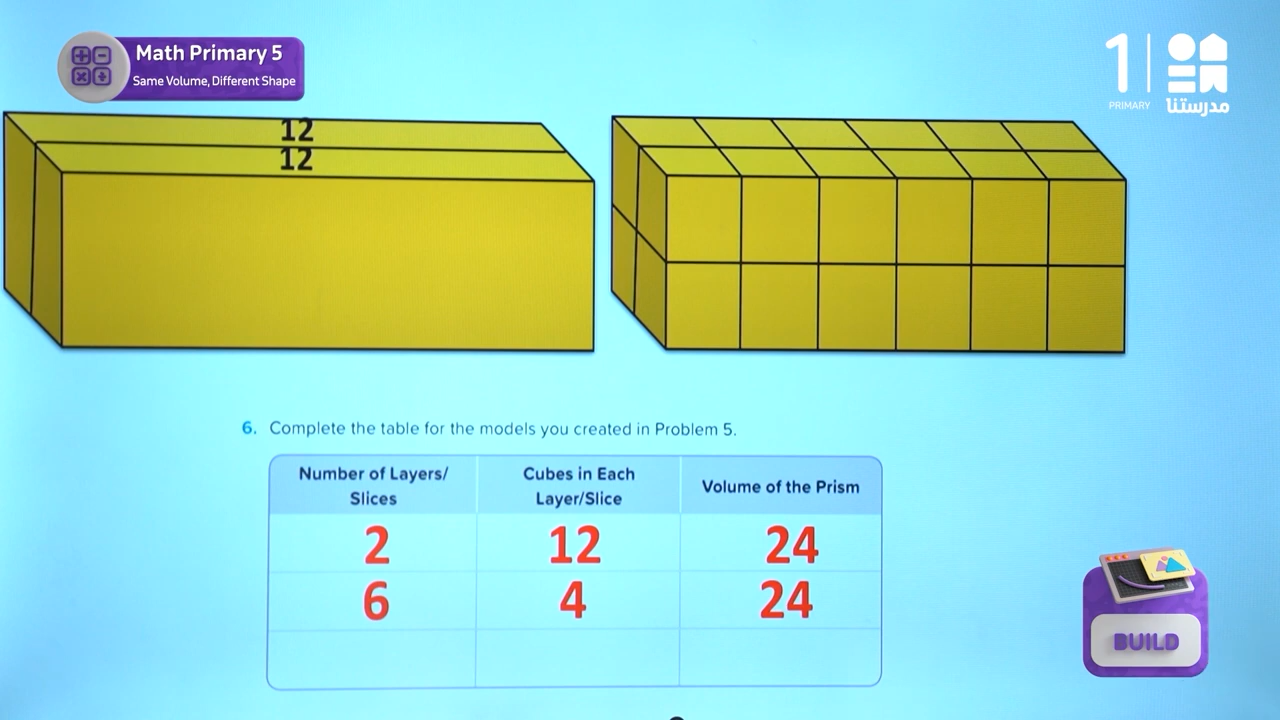 Math Primary 5
Same Volume, Different Shape
1
PRIMARY
مدرستنا
12
12
6. Complete the table for the models you created in Problem 5.
Number of Layers/ Slices
Cubes in Each Layer/Slice
Volume of the Prism
2 12 24
6 4 24
BUILD